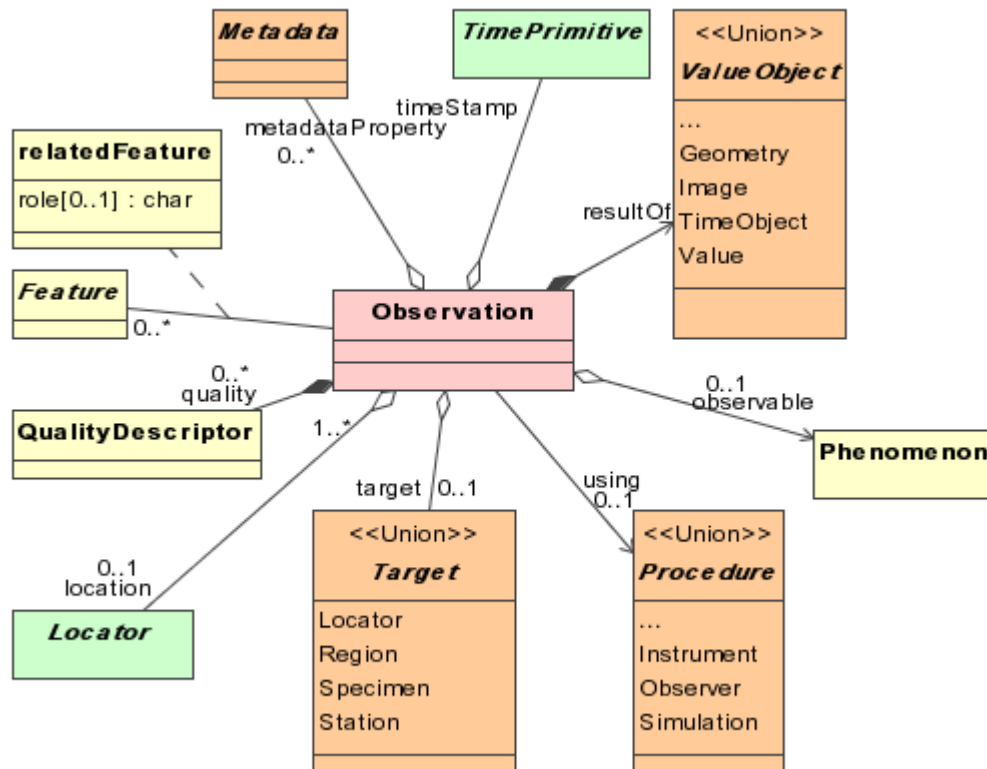 Metadata
TimePrimitive
<<Union>>
ValueObject
...
Geometry
Image
TimeObject
Value
timeStamp
metadataProperty
0..*
relatedFeature
role[0..1] : char
resultOf
Feature
0..*
Observation
0..*
quality
QualityDescriptor
1..*
0..1
observable
Phenomenon
target 0..1
using
0..1
<<Union>>
Target
Locator
Region
Specimen
Station
<<Union>>
Procedure
...
Instrument
Observer
Simulation
0..1
location
Locator